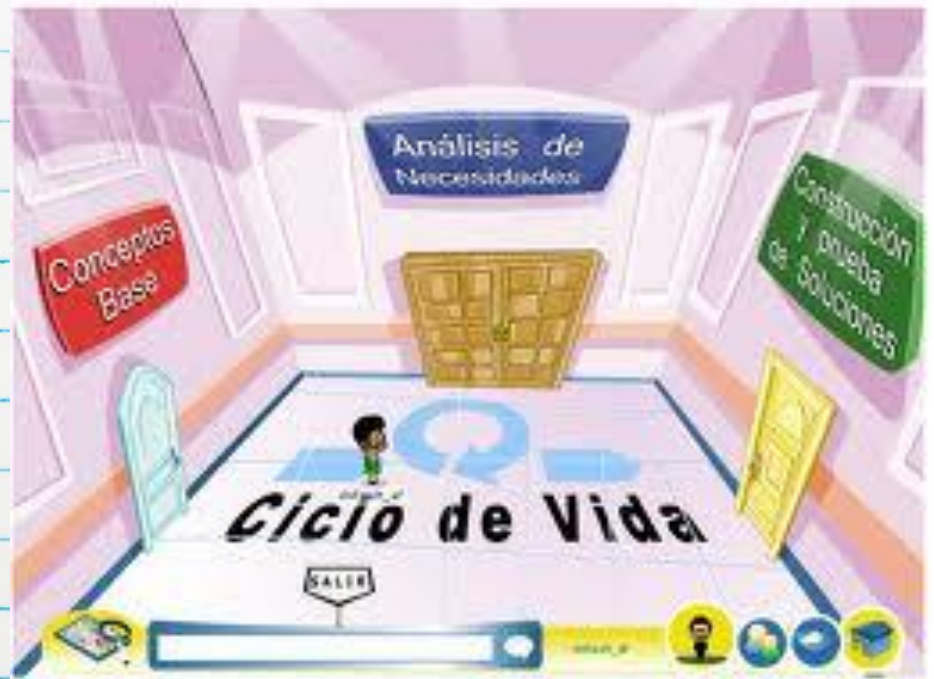 Análisis de
Necesidades
Conceptos
Base
Construcción
y prueba
de Soluciones
Ciclo de Vida
SALIR